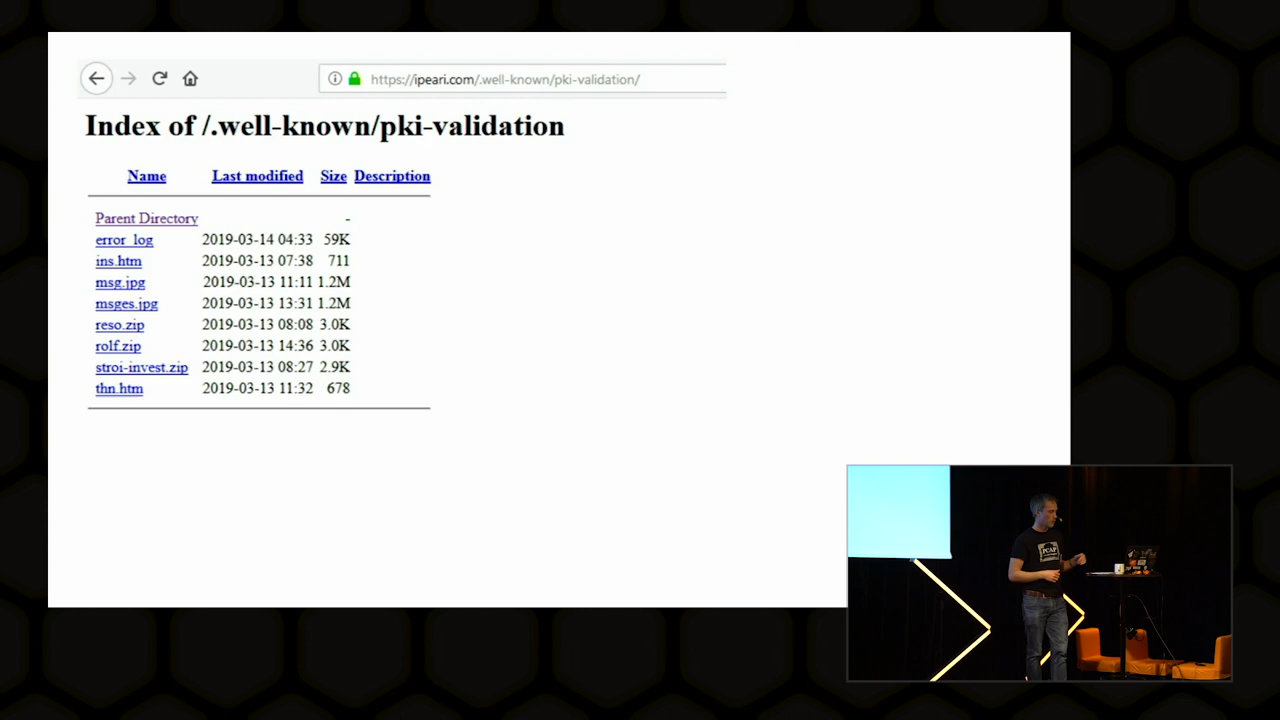 https://ipeari.com/.well-known/pki-validation/
Index of /.well-known/pki-validation
Name Last modified Size Description
Parent Directory -
error_log 2019-03-14 04:33 59K
ins.htm 2019-03-13 07:38 711
msg.jpg 2019-03-13 11:11 1.2M
msges.jpg 2019-03-13 13:31 1.2M
reso.zip 2019-03-13 08:08 3.0K
rolf.zip 2019-03-13 14:36 3.0K
stroi-invest.zip 2019-03-13 08:27 2.9K
thn.htm 2019-03-13 11:32 678
PCAP